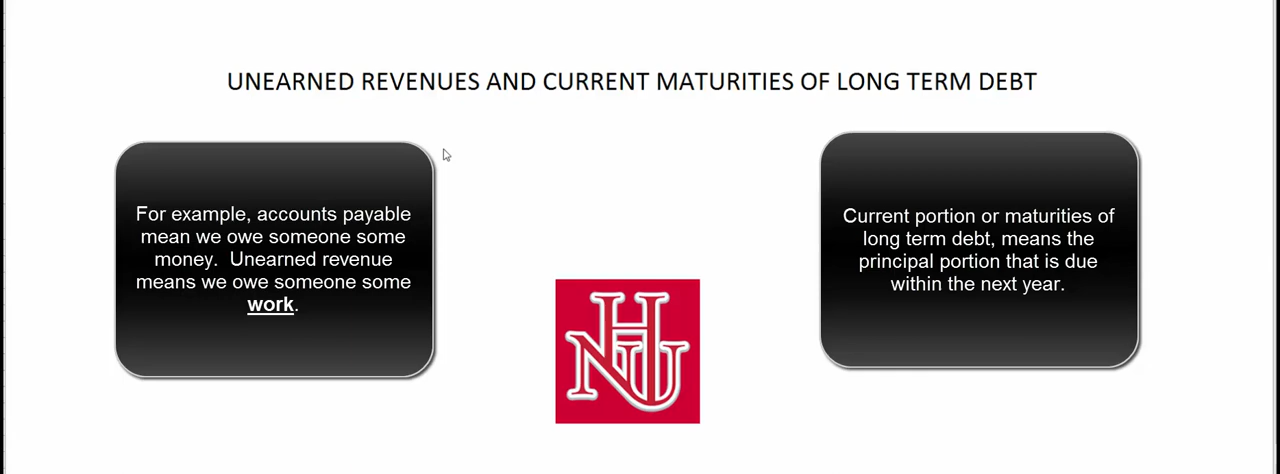 UNEARNED REVENUES AND CURRENT MATURITIES OF LONG TERM DEBT
For example, accounts payable
mean we owe someone some
money.  Unearned revenue
means we owe someone some
work.
Current portion or maturities of
long term debt, means the
principal portion that is due
within the next year.
HNU